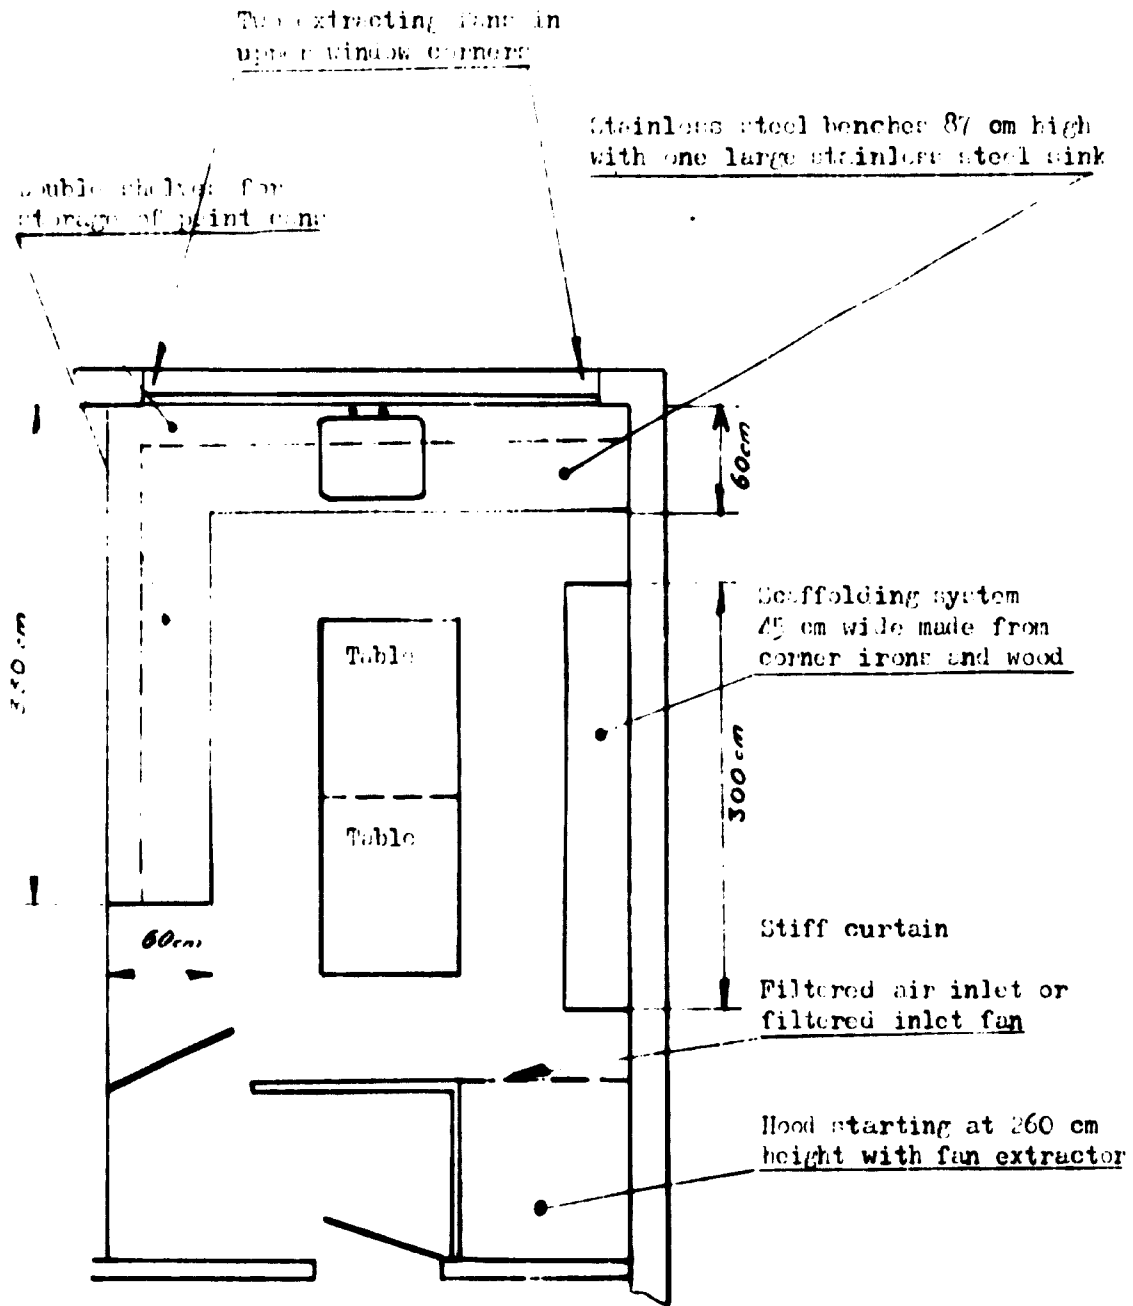 Two extracting fans in
upper window corners
Stainless steel benches 87 cm high
with one large stainless steel sink
Double shelves for
storage of paint cans
60cm
Scaffolding system
45 cm wide made from
corner irons and wood
Table
300cm
Table
Stiff curtain
60cm
Filtered air inlet or
filtered inlet fan
Hood starting at 260 cm
height with fan extractor